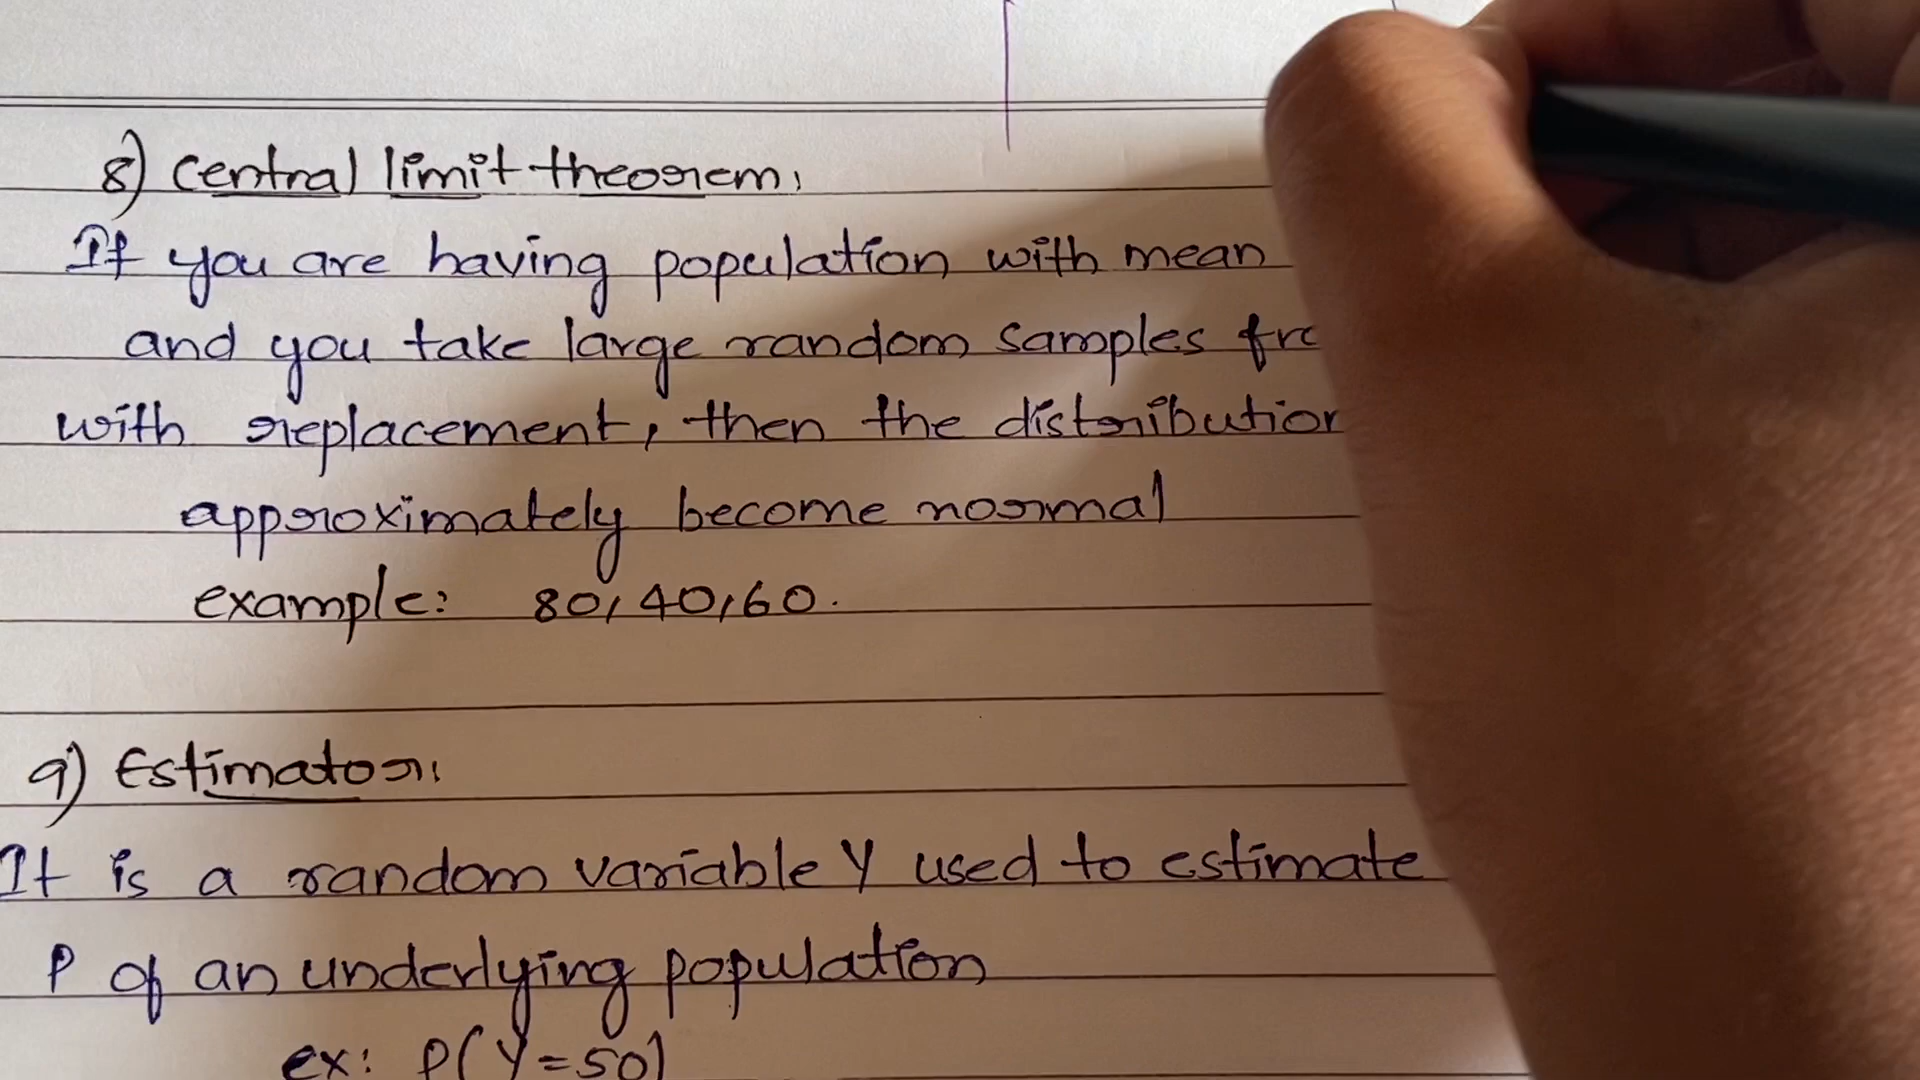 8) Central limit theorem:
If you are having population with mean
and you take large random samples
with replacement, then the distribution
approximately become normal
example: 80, 40, 60.
9) Estimator:
It is a random variable Y used to estimate
P of an underlying population
ex: P(Y=50)